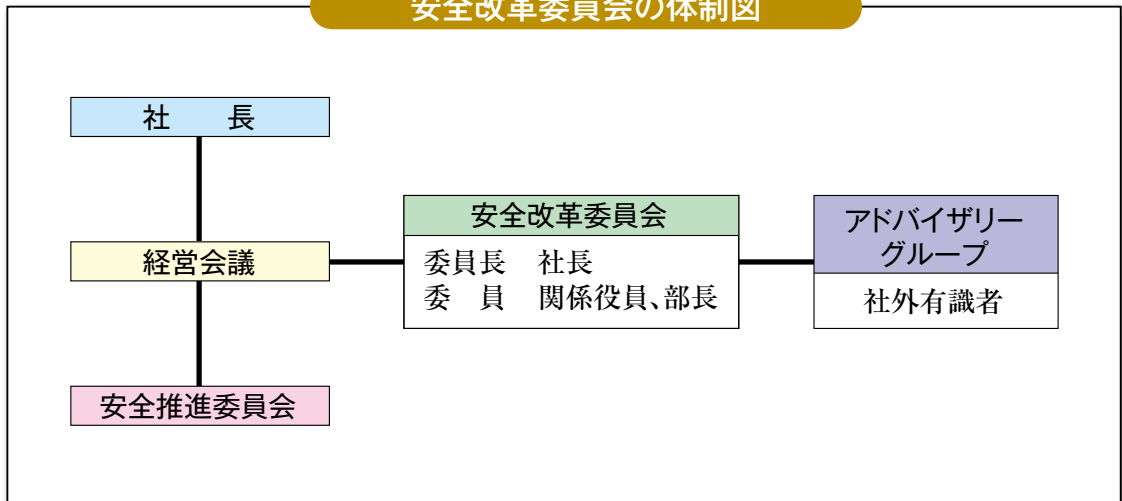 安全改革委員会の体制図
社　　長
経営会議
安全推進委員会
安全改革委員会
委員長　社長
委　員　関係役員、部長
アドバイザリー
グループ
社外有識者